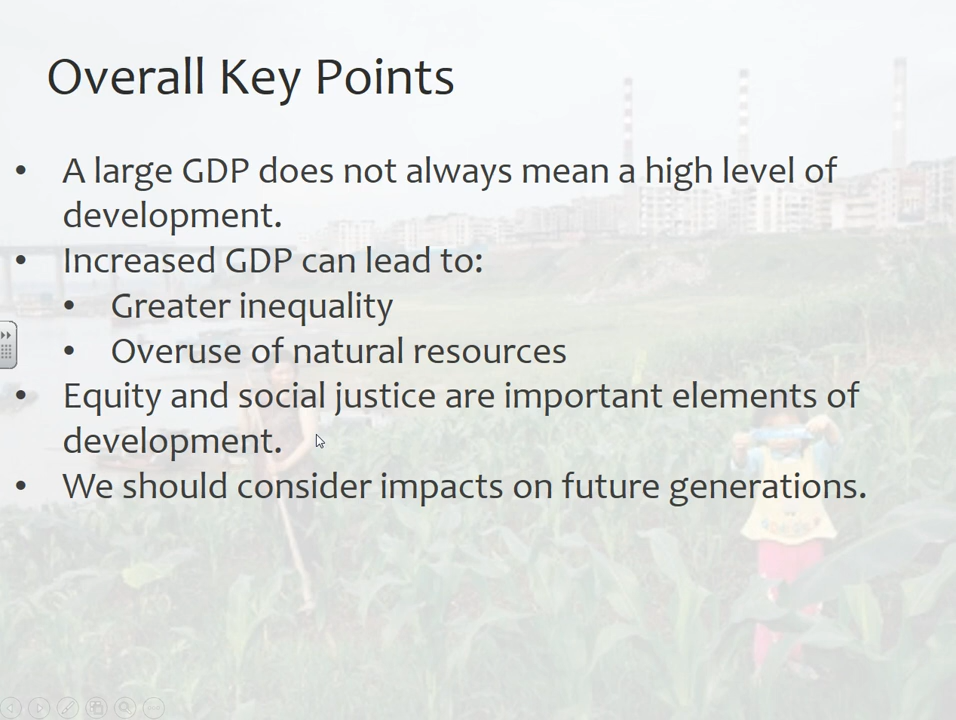 Overall Key Points
• A large GDP does not always mean a high level of
development.
• Increased GDP can lead to:
• Greater inequality
• Overuse of natural resources
• Equity and social justice are important elements of
development.
• We should consider impacts on future generations.